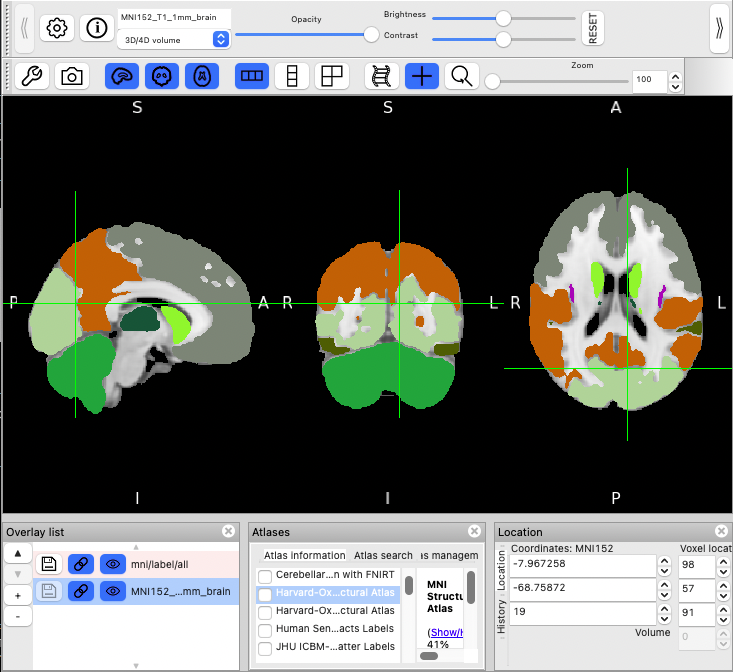 MNI152_T1_1mm_brain
3D/4D volume
Opacity
Brightness
Contrast
RESET
Zoom
100
S
S
A
P
A
R
L
R
L
I
I
P
Overlay list
mni/label/all
MNI152_...mm_brain
Atlases
Atlas information
Atlas search
as managem
Cerebellar...n with FNIRT
Harvard-Ox...ctural Atlas
Harvard-Ox...ctural Atlas
Human Sen...acts Labels
JHU ICBM-...atter Labels
MNI
Structu
Atlas
(Show/H
41%
Location
Location
History
Coordinates: MNI152
-7.967258
-68.75872
19
Voxel locat
98
57
91
Volume
0